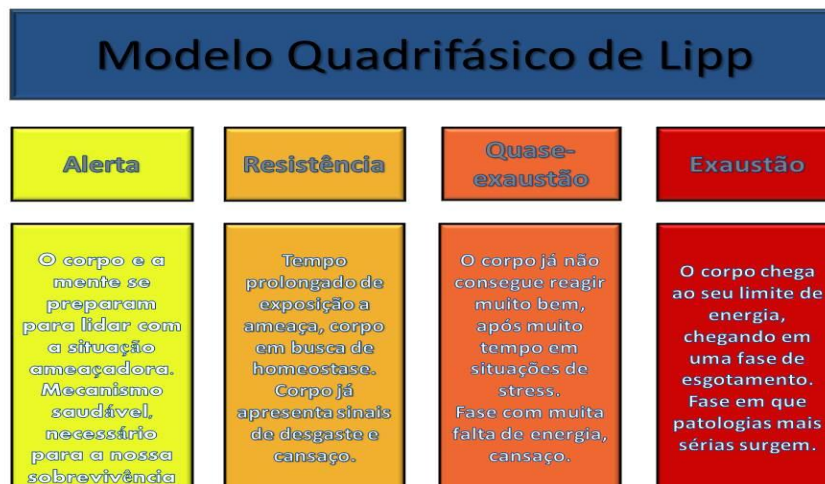 Modelo Quadrifásico de Lipp
Alerta
O corpo e a
mente se
preparam
para lidar com
a situação
ameaçadora.
Mecanismo
saudável,
necessário
para a nossa
sobrevivência
Resistência
Tempo
prolongado de
exposição a
ameaça, corpo
em busca de
homeostase.
Corpo já
apresenta sinais
de desgaste e
cansaço.
Quase-
exaustão
O corpo já não
consegue reagir
muito bem,
após muito
tempo em
situações de
stress.
Fase com muita
falta de energia,
cansaço.
Exaustão
O corpo chega
ao seu limite de
energia,
chegando em
uma fase de
esgotamento.
Fase em que
patologias mais
sérias surgem.